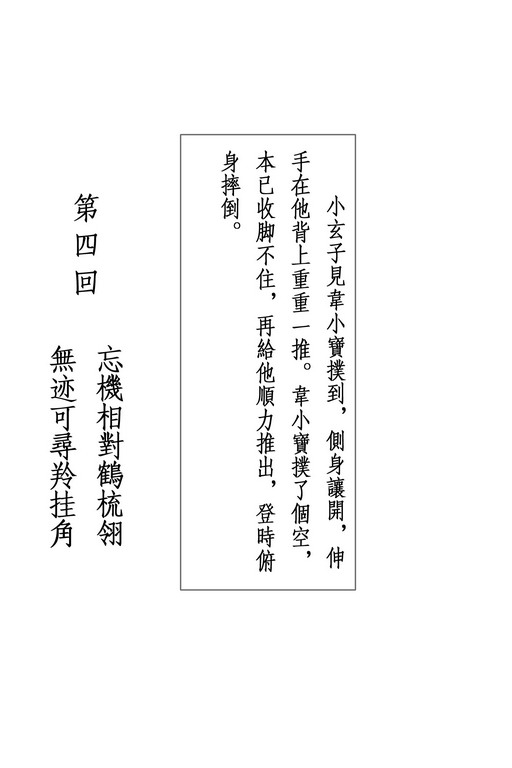 小玄子見韋小寶撲到，側身讓開，伸
手在他背上重重一推。韋小寶撲了個空，
本已收脚不住，再給他順力推出，登時俯
身摔倒。
第四回
忘機相對鶴梳翎
無迹可尋羚挂角